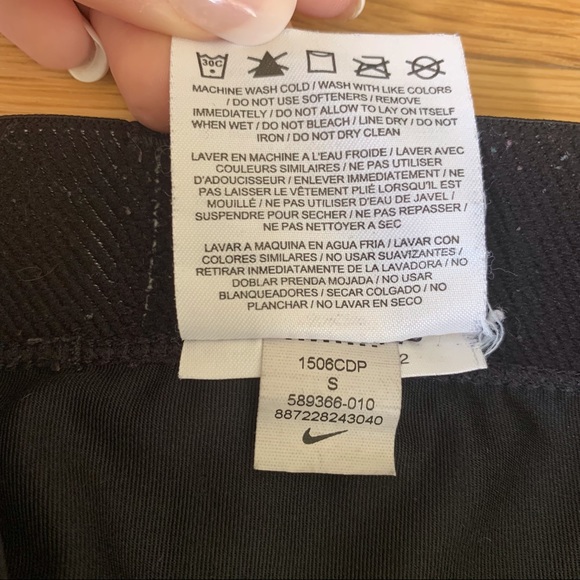 30C
MACHINE WASH COLD / WASH WITH LIKE COLORS
/ DO NOT USE SOFTENERS / REMOVE
IMMEDIATELY / DO NOT ALLOW TO LAY ON ITSELF
WHEN WET / DO NOT BLEACH / LINE DRY / DO NOT
IRON / DO NOT DRY CLEAN
LAVER EN MACHINE A L'EAU FROIDE / LAVER AVEC
COULEURS SIMILAIRES / NE PAS UTILISER
D'ADOUCISSEUR / ENLEVER IMMEDIATEMENT / NE
PAS LAISSER LE VÊTEMENT PLIÉ LORSQU'IL EST
MOUILLÉ / NE PAS UTILISER D'EAU DE JAVEL /
SUSPENDRE POUR SECHER / NE PAS REPASSER /
NE PAS NETTOYER A SEC
LAVAR A MAQUINA EN AGUA FRIA / LAVAR CON
COLORES SIMILARES / NO USAR SUAVIZANTES /
RETIRAR INMEDIATAMENTE DE LA LAVADORA / NO
DOBLAR PRENDA MOJADA / NO USAR
BLANQUEADORES / SECAR COLGADO / NO
PLANCHAR / NO LAVAR EN SECO
2
1506CDP
S
589366-010
887228243040